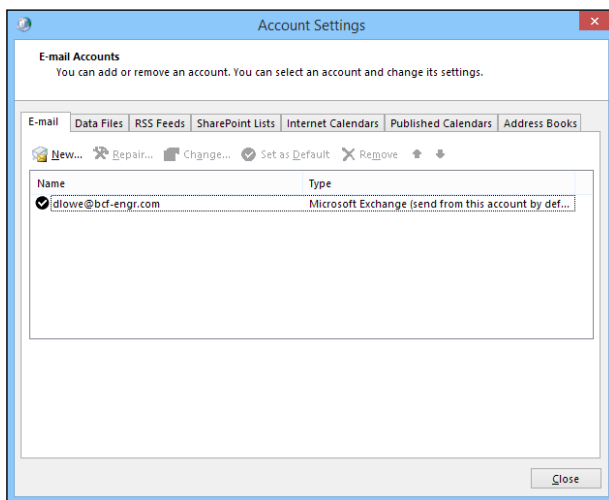 Account Settings
E-mail Accounts
You can add or remove an account. You can select an account and change its settings.
E-mail Data Files RSS Feeds SharePoint Lists Internet Calendars Published Calendars Address Books
New... Repair... Change... Set as Default Remove
Name Type
dlowe@bcf-engr.com Microsoft Exchange (send from this account by def...
Close